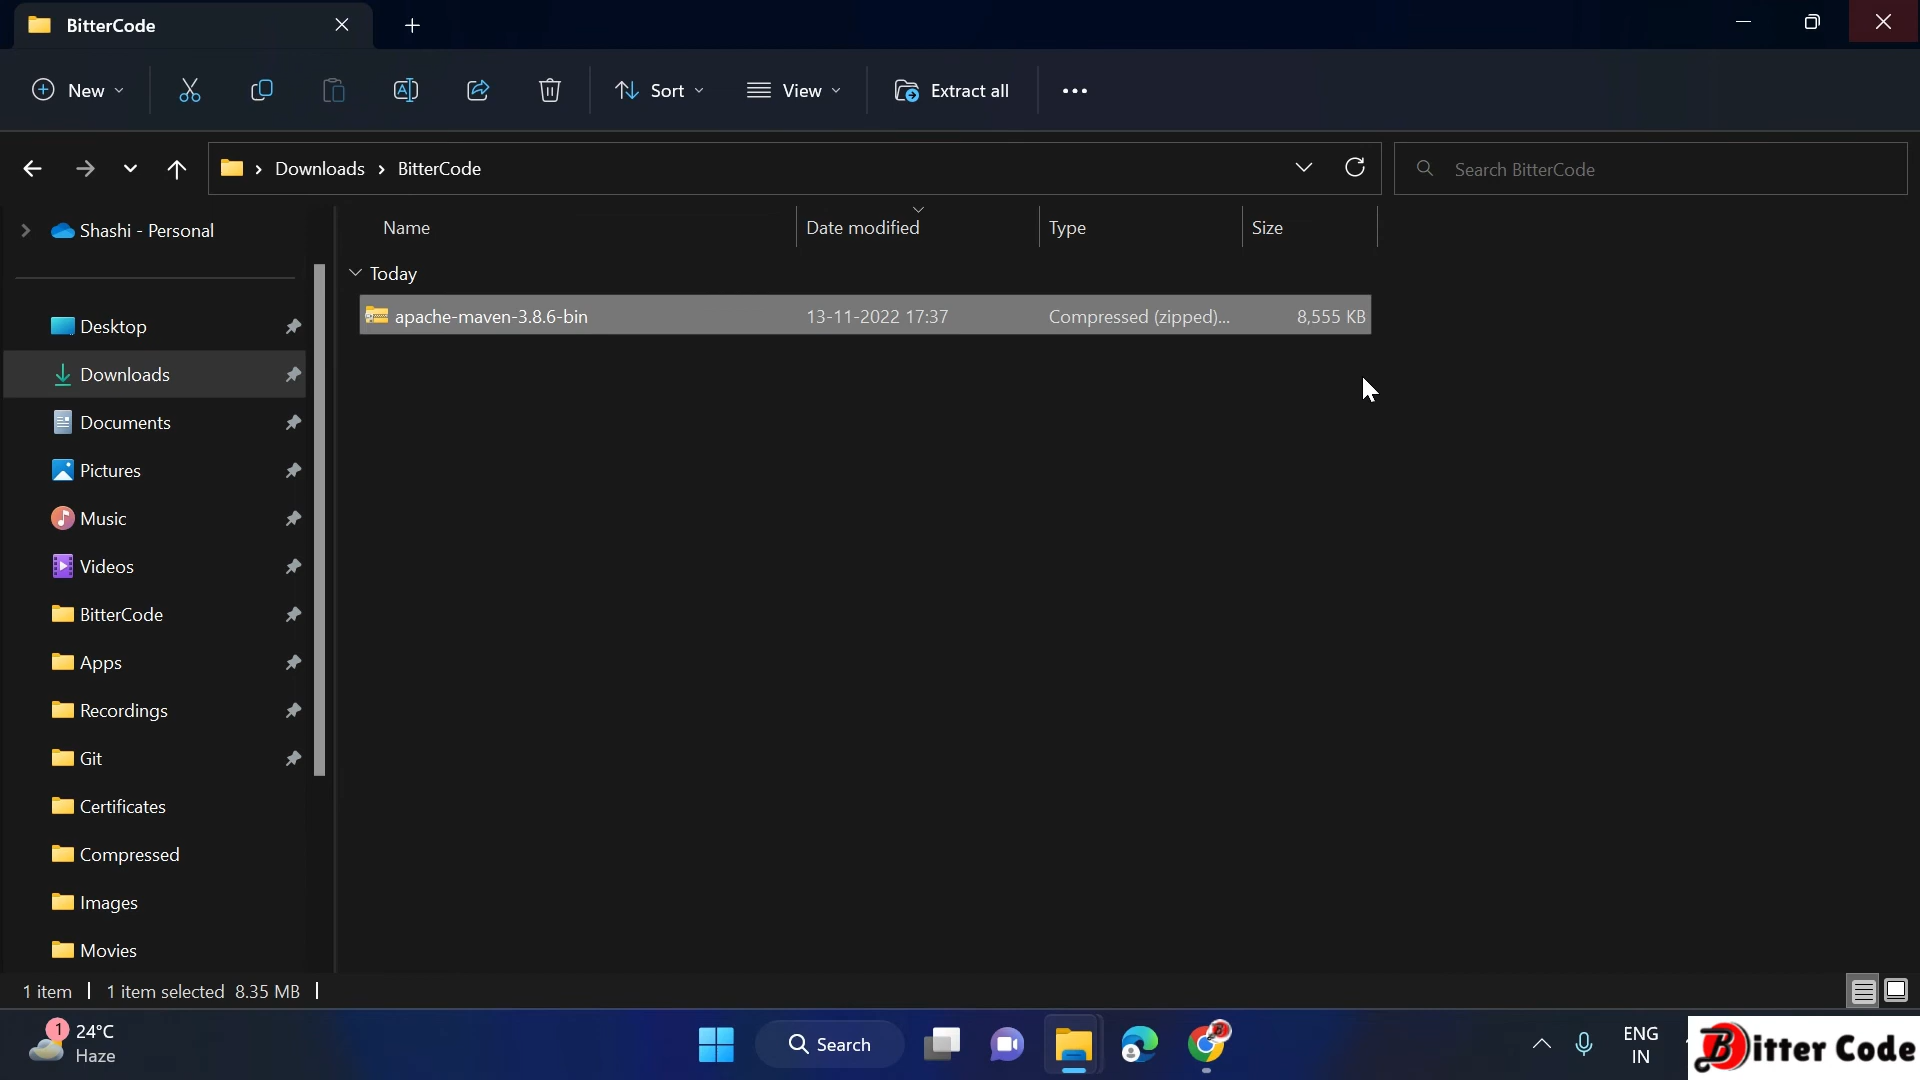 BitterCode
New
Sort
View
Extract all
Downloads
BitterCode
Search BitterCode
Shashi - Personal
Desktop
Downloads
Documents
Pictures
Music
Videos
BitterCode
Apps
Recordings
Git
Certificates
Compressed
Images
Movies
Name Date modified Type Size
Today
apache-maven-3.8.6-bin 13-11-2022 17:37 Compressed (zipped)... 8,555 KB
1 item 1 item selected 8.35 MB
1
24°C
Haze
Search
ENG
IN
Bitter Code